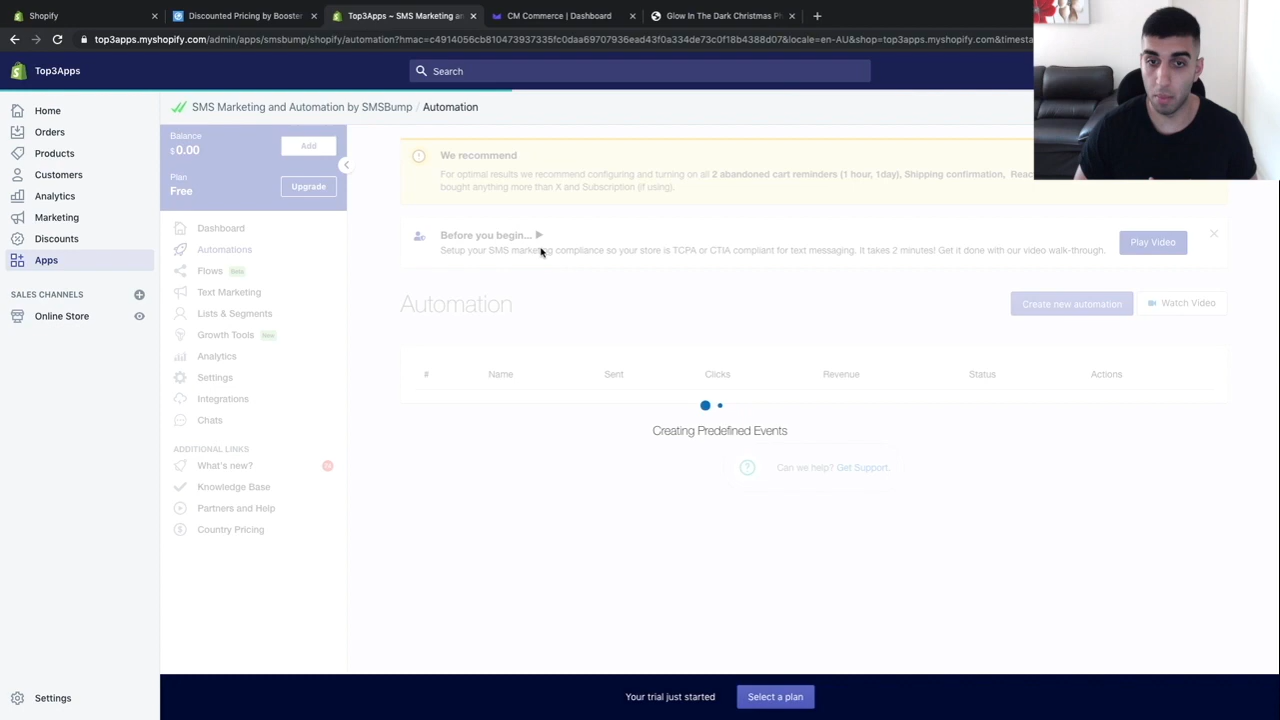 Shopify
Discounted Pricing by Booster
Top3Apps ~ SMS Marketing and
CM Commerce | Dashboard
Glow In The Dark Christmas P
top3apps.myshopify.com/admin/apps/smsbump/shopify/automation?hmac=c4914056cb810473937335fc0daa69707936ead43f0a334de73c0f18b4388d07&locale=en-AU&shop=top3apps.myshopify.com&timesta
Top3Apps
Search
Home
Orders
Products
Customers
Analytics
Marketing
Discounts
Apps
SALES CHANNELS
Online Store
Settings
SMS Marketing and Automation by SMSBump / Automation
Balance
$0.00
Add
Plan
Free
Upgrade
Dashboard
Automations
Flows Beta
Text Marketing
Lists & Segments
Growth Tools New
Analytics
Settings
Integrations
Chats
ADDITIONAL LINKS
What's new?
Knowledge Base
Partners and Help
Country Pricing
We recommend
For optimal results we recommend configuring and turning on all 2 abandoned cart reminders (1 hour, 1day), Shipping confirmation, Reac
bought anything more than X and Subscription (if using).
Before you begin...
Setup your SMS marketing compliance so your store is TCPA or CTIA compliant for text messaging. It takes 2 minutes! Get it done with our video walk-through.
Play Video
Automation
Create new automation
Watch Video
# Name Sent Clicks Revenue Status Actions
Creating Predefined Events
Can we help? Get Support.
Your trial just started
Select a plan